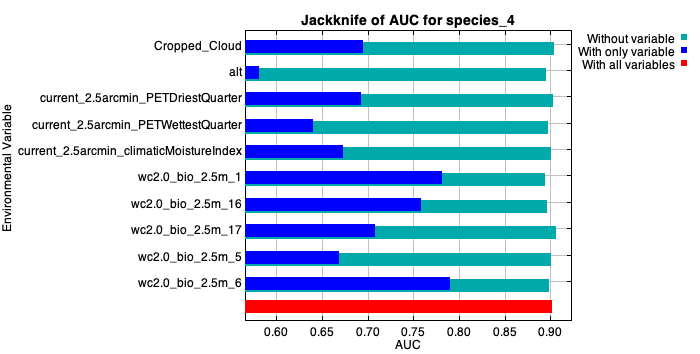 Jackknife of AUC for species_4
Without variable
With only variable
With all variables
Environmental Variable
Cropped_Cloud
alt
current_2.5arcmin_PETDriestQuarter
current_2.5arcmin_PETWettestQuarter
current_2.5arcmin_climaticMoistureIndex
wc2.0_bio_2.5m_1
wc2.0_bio_2.5m_16
wc2.0_bio_2.5m_17
wc2.0_bio_2.5m_5
wc2.0_bio_2.5m_6
0.60 0.65 0.70 0.75 0.80 0.85 0.90
AUC